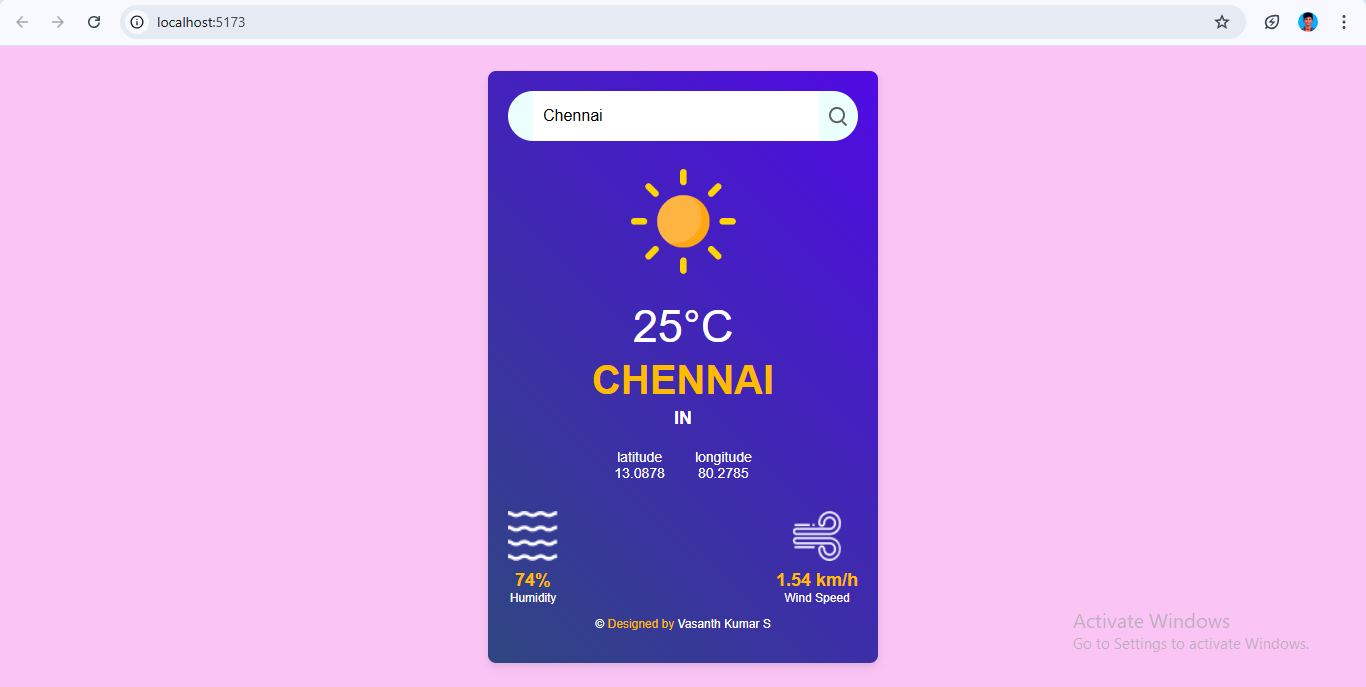 localhost:5173
Chennai
25°C
CHENNAI
IN
latitude longitude
13.0878 80.2785
74% 1.54 km/h
Humidity Wind Speed
© Designed by Vasanth Kumar S
Activate Windows
Go to Settings to activate Windows.